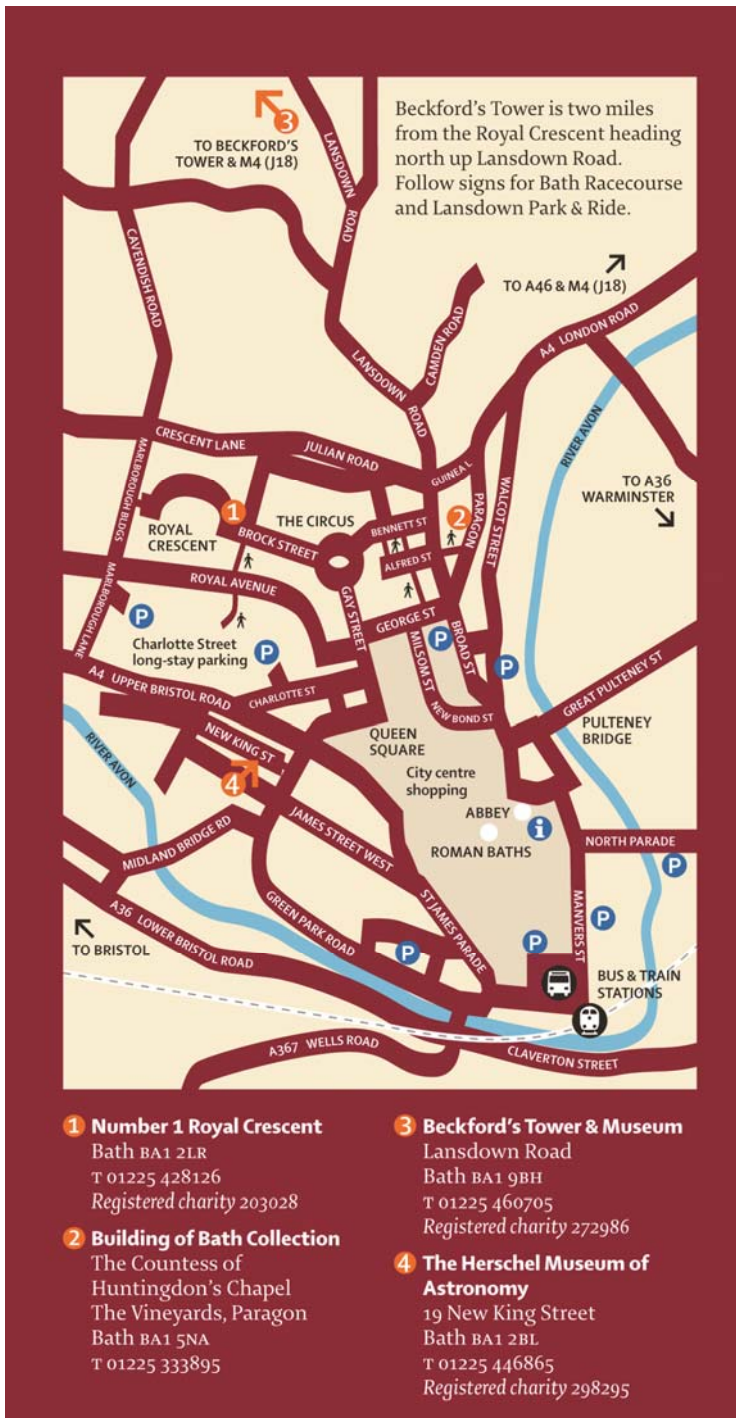 Beckford's Tower is two miles
from the Royal Crescent heading
north up Lansdown Road.
Follow signs for Bath Racecourse
and Lansdown Park & Ride.
3
TO BECKFORD'S
TOWER & M4 (J18)
LANSDOWN ROAD
CAVENDISH ROAD
TO A46 & M4 (J18)
CAMDEN ROAD
A4 LONDON ROAD
LANSDOWN ROAD
RIVER AVON
CRESCENT LANE
JULIAN ROAD
GUINEA L
MARLBOROUGH BLDGS
PARAGON
WALCOT STREET
TO A36
WARMINSTER
1
ROYAL
CRESCENT
BROCK STREET
THE CIRCUS
BENNETT ST
2
ALFRED ST
ROYAL AVENUE
GAY STREET
GEORGE ST
MARLBOROUGH LANE
P
Charlotte Street
long-stay parking
P
P
P
MILSOM ST
BROAD ST
A4 UPPER BRISTOL ROAD
CHARLOTTE ST
NEW BOND ST
GREAT PULTENEY ST
PULTENEY
BRIDGE
QUEEN
SQUARE
RIVER AVON
NEW KING ST
4
City centre
shopping
ABBEY
i
ROMAN BATHS
JAMES STREET WEST
NORTH PARADE
P
MIDLAND BRIDGE RD
GREEN PARK ROAD
ST JAMES PARADE
MANVERS ST
P
A36 LOWER BRISTOL ROAD
TO BRISTOL
P
P
BUS & TRAIN
STATIONS
A367 WELLS ROAD
CLAVERTON STREET
1 Number 1 Royal Crescent
Bath BA1 2LR
T 01225 428126
Registered charity 203028
2 Building of Bath Collection
The Countess of
Huntingdon's Chapel
The Vineyards, Paragon
Bath BA1 5NA
T 01225 333895
3 Beckford's Tower & Museum
Lansdown Road
Bath BA1 9BH
T 01225 460705
Registered charity 272986
4 The Herschel Museum of
Astronomy
19 New King Street
Bath BA1 2BL
T 01225 446865
Registered charity 298295